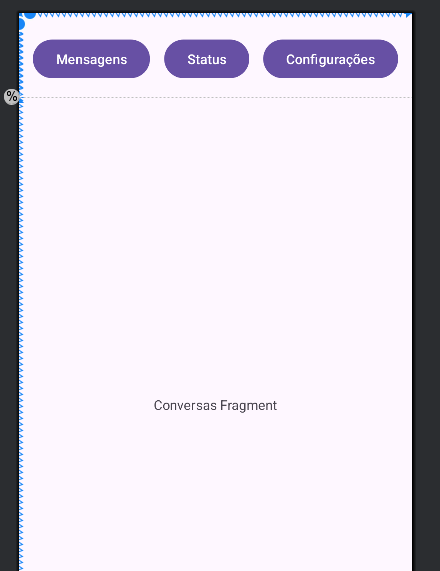 Mensagens Status Configurações
%
Conversas Fragment